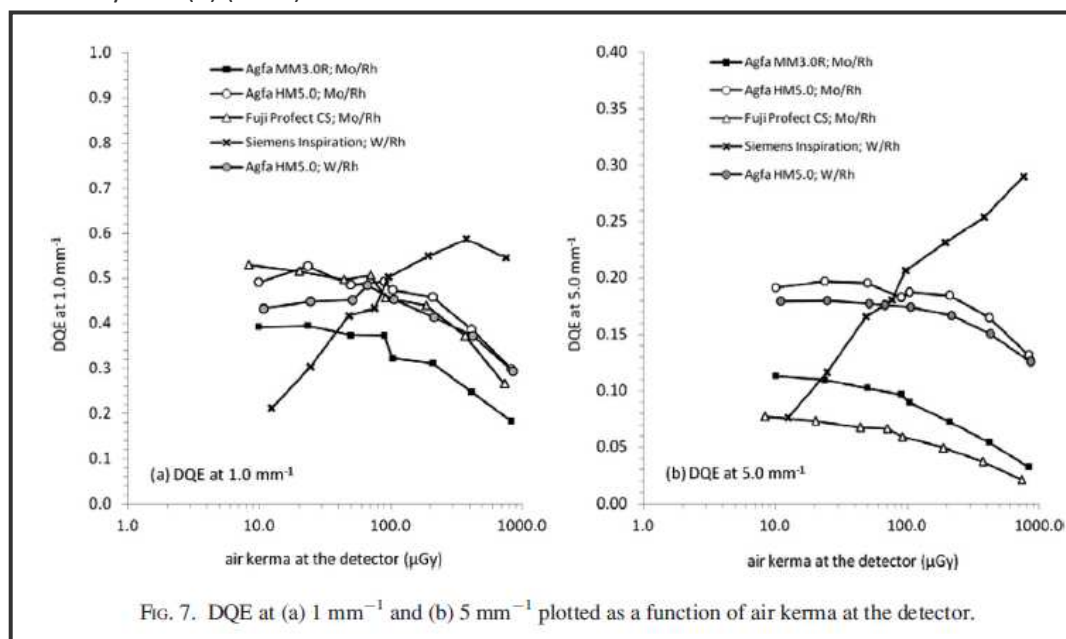 1.0
0.9
0.8
0.7
0.6
0.5
0.4
0.3
0.2
0.1
0.0
DQE at 1.0 mm⁻¹
Agfa MM3.0R; Mo/Rh
Agfa HM5.0; Mo/Rh
Fuji Profect CS; Mo/Rh
Siemens Inspiration; W/Rh
Agfa HM5.0; W/Rh
(a) DQE at 1.0 mm⁻¹
1.0 10.0 100.0 1000.0
air kerma at the detector (μGy)
0.40
0.35
0.30
0.25
0.20
0.15
0.10
0.05
0.00
DQE at 5.0 mm⁻¹
Agfa MM3.0R; Mo/Rh
Agfa HM5.0; Mo/Rh
Fuji Profect CS; Mo/Rh
Siemens Inspiration; W/Rh
Agfa HM5.0; W/Rh
(b) DQE at 5.0 mm⁻¹
1.0 10.0 100.0 1000.0
air kerma at the detector (μGy)
FIG. 7. DQE at (a) 1 mm⁻¹ and (b) 5 mm⁻¹ plotted as a function of air kerma at the detector.